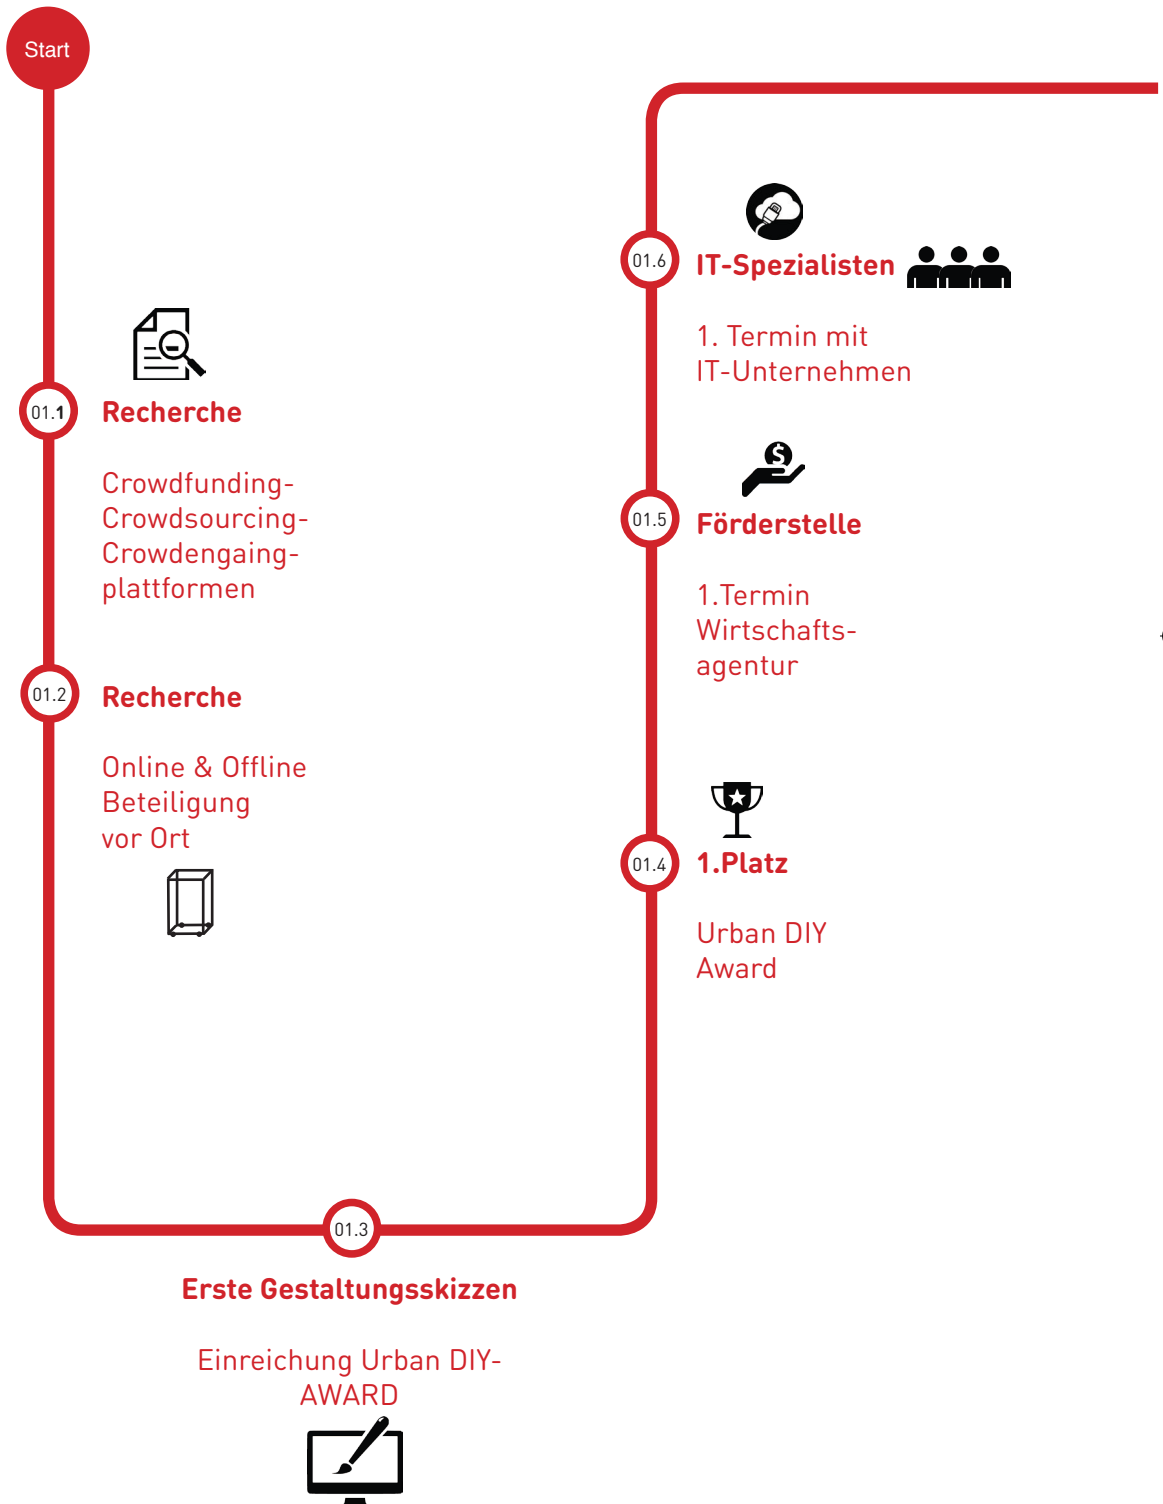 Start
01.1
Recherche
Crowdfunding-
Crowdsourcing-
Crowdengaing-
plattformen
01.2
Recherche
Online & Offline
Beteiligung
vor Ort
01.3
Erste Gestaltungsskizzen
Einreichung Urban DIY-
AWARD
01.4
1.Platz
Urban DIY
Award
01.5
Förderstelle
1.Termin
Wirtschafts-
agentur
01.6
IT-Spezialisten
1. Termin mit
IT-Unternehmen